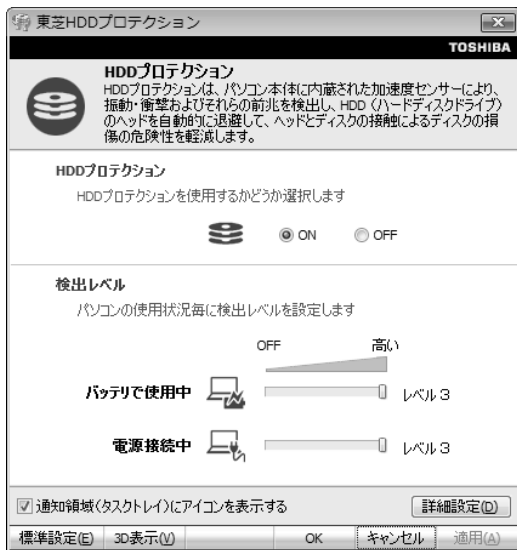 東芝HDDプロテクション
TOSHIBA
HDDプロテクション
HDDプロテクションは、パソコン本体に内蔵された加速度センサーにより、
振動・衝撃およびそれらの前兆を検出し、HDD（ハードディスクドライブ）
のヘッドを自動的に退避して、ヘッドとディスクの接触によるディスクの損
傷の危険性を軽減します。
HDDプロテクション
HDDプロテクションを使用するかどうか選択します
ON OFF
検出レベル
パソコンの使用状況毎に検出レベルを設定します
OFF 高い
バッテリで使用中 レベル 3
電源接続中 レベル 3
通知領域(タスクトレイ)にアイコンを表示する 詳細設定(D)
標準設定(E) 3D表示(V) OK キャンセル 適用(A)